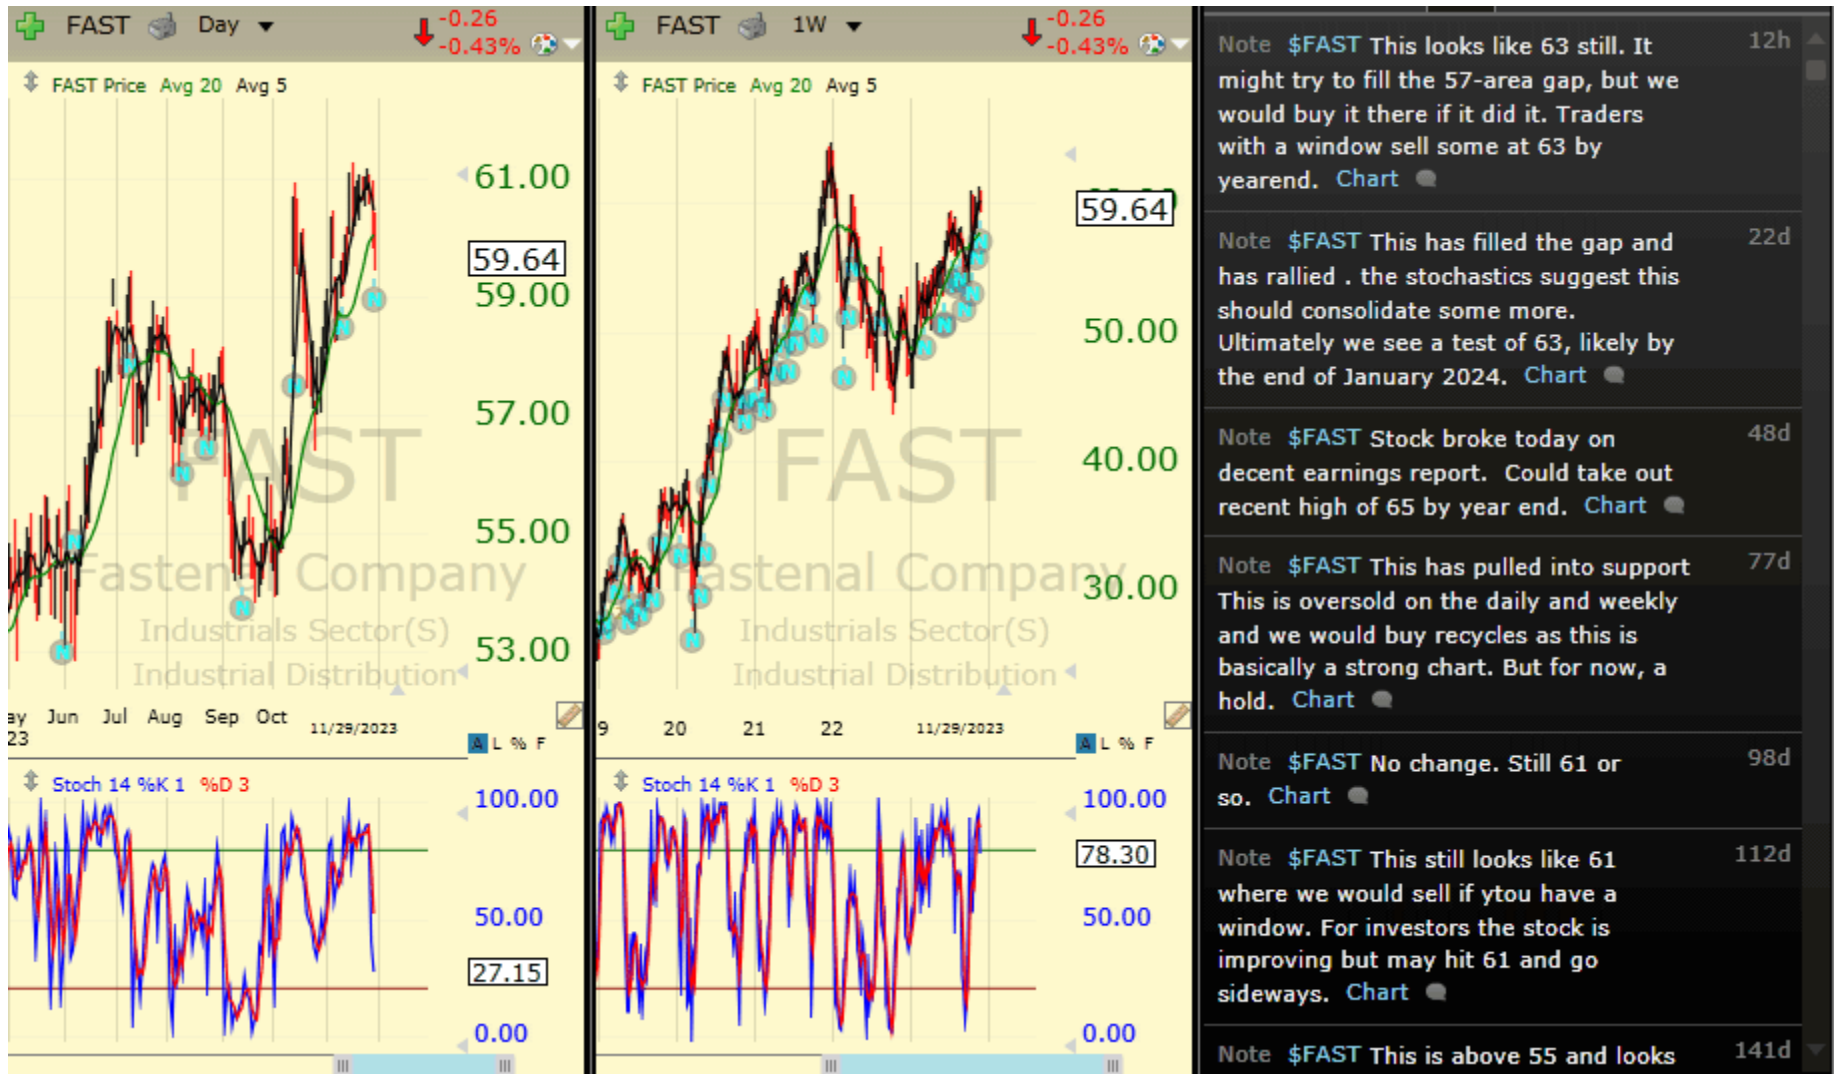 FAST Day
-0.26
-0.43%
FAST Price Avg 20 Avg 5
61.00
59.64
59.00
57.00
55.00
53.00
FAST
Fastenal Company
Industrials Sector(S)
Industrial Distribution
Jun Jul Aug Sep Oct 11/29/2023
23
A L % F
Stoch 14 %K 1 %D 3
100.00
50.00
27.15
0.00
FAST 1W
-0.26
-0.43%
FAST Price Avg 20 Avg 5
59.64
50.00
40.00
30.00
FAST
Fastenal Company
Industrials Sector(S)
Industrial Distribution
9 20 21 22 11/29/2023
A L % F
Stoch 14 %K 1 %D 3
100.00
78.30
50.00
0.00
Note $FAST This looks like 63 still. It 12h
might try to fill the 57-area gap, but we
would buy it there if it did it. Traders
with a window sell some at 63 by
yearend. Chart
Note $FAST This has filled the gap and 22d
has rallied . the stochastics suggest this
should consolidate some more.
Ultimately we see a test of 63, likely by
the end of January 2024. Chart
Note $FAST Stock broke today on 48d
decent earnings report. Could take out
recent high of 65 by year end. Chart
Note $FAST This has pulled into support 77d
This is oversold on the daily and weekly
and we would buy recycles as this is
basically a strong chart. But for now, a
hold. Chart
Note $FAST No change. Still 61 or 98d
so. Chart
Note $FAST This still looks like 61 112d
where we would sell if ytou have a
window. For investors the stock is
improving but may hit 61 and go
sideways. Chart
Note $FAST This is above 55 and looks 141d